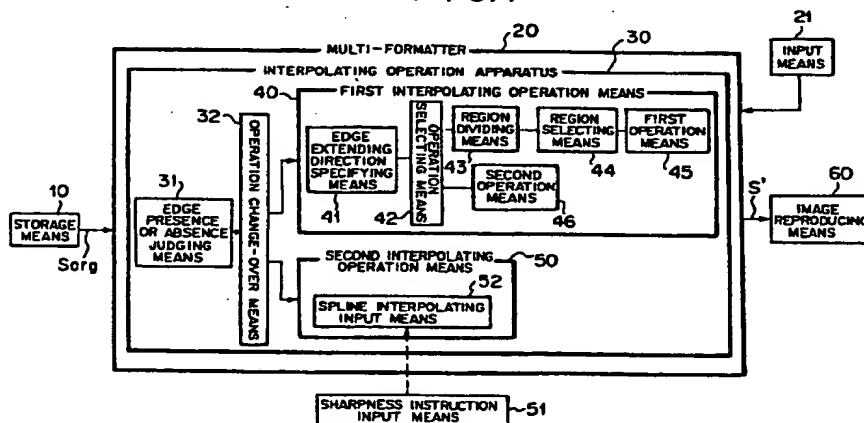 20
21
MULTI-FORMATTER
INPUT
MEANS
30
INTERPOLATING OPERATION APPARATUS
40
FIRST INTERPOLATING OPERATION MEANS
32
OPERATION CHANGE-OVER MEANS
EDGE
EXTENDING
DIRECTION
SPECIFYING
MEANS
41
OPERATION
SELECTING MEANS
42
REGION
DIVIDING
MEANS
43
REGION
SELECTING
MEANS
44
FIRST
OPERATION
MEANS
45
SECOND
OPERATION
MEANS
46
31
EDGE
PRESENCE
OR ABSENCE
JUDGING
MEANS
10
STORAGE
MEANS
Sorg
S'
60
IMAGE
REPRODUCING
MEANS
SECOND INTERPOLATING
OPERATION MEANS
50
52
SPLINE INTERPOLATING
INPUT MEANS
SHARPNESS INSTRUCTION
INPUT MEANS
51